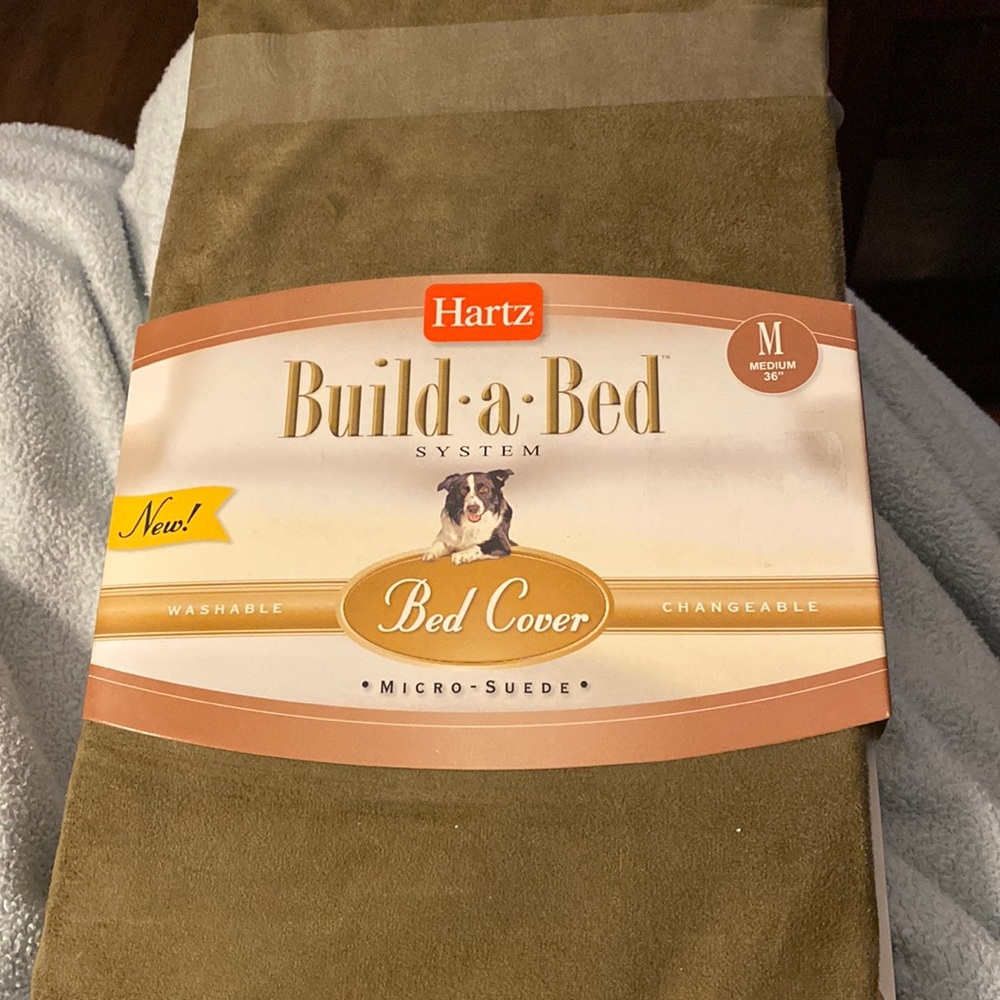 Hartz
Build·a·Bed™
SYSTEM
M
MEDIUM
36"
New!
WASHABLE
Bed Cover
CHANGEABLE
• MICRO-SUEDE •